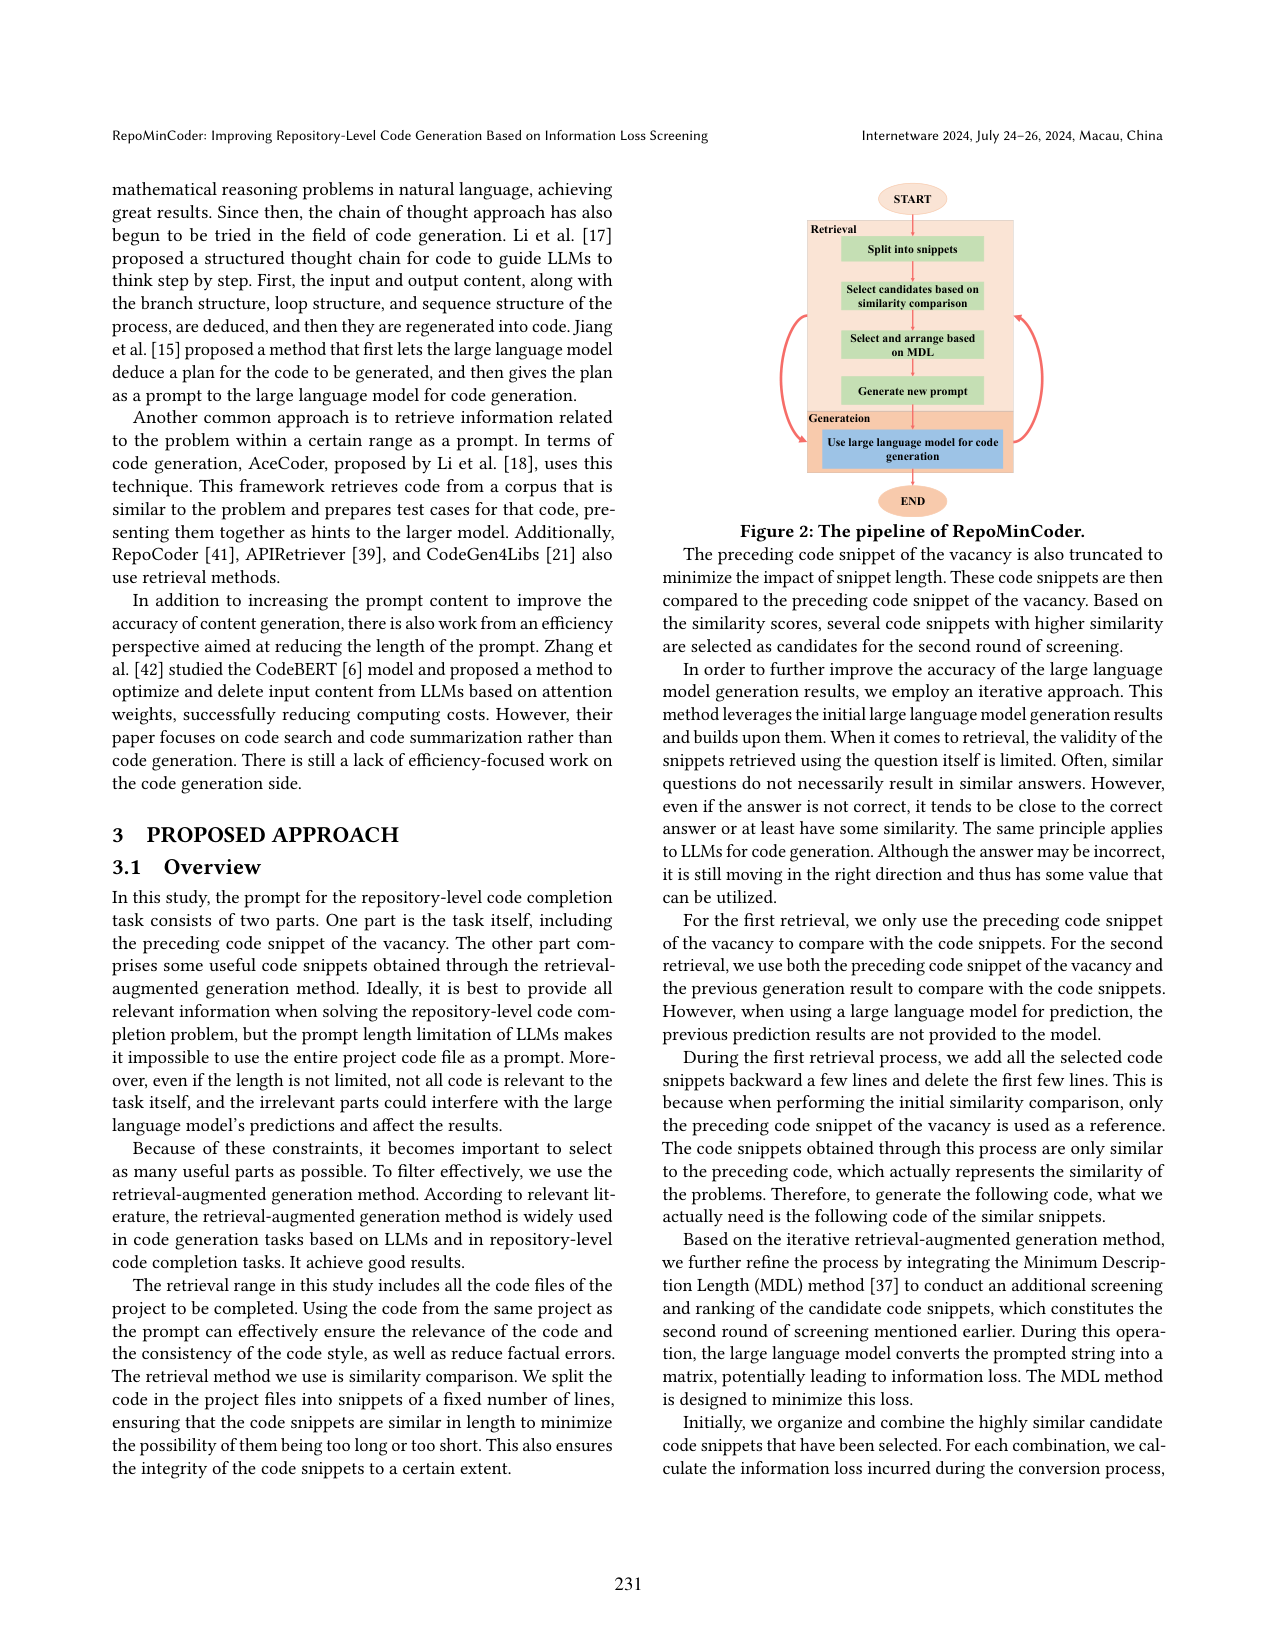 RepoMinCoder: Improving Repository-Level Code Generation Based on Information Loss Screening
Internetware 2024, July 24–26, 2024, Macau, China
mathematical reasoning problems in natural language, achieving
great results. Since then, the chain of thought approach has also
begun to be tried in the field of code generation. Li et al. [17]
proposed a structured thought chain for code to guide LLMs to
think step by step. First, the input and output content, along with
the branch structure, loop structure, and sequence structure of the
process, are deduced, and then they are regenerated into code. Jiang
et al. [15] proposed a method that first lets the large language model
deduce a plan for the code to be generated, and then gives the plan
as a prompt to the large language model for code generation.
Another common approach is to retrieve information related
to the problem within a certain range as a prompt. In terms of
code generation, AceCoder, proposed by Li et al. [18], uses this
technique. This framework retrieves code from a corpus that is
similar to the problem and prepares test cases for that code, pre-
senting them together as hints to the larger model. Additionally,
RepoCoder [41], APIRetriever [39], and CodeGen4Libs [21] also
use retrieval methods.
In addition to increasing the prompt content to improve the
accuracy of content generation, there is also work from an efficiency
perspective aimed at reducing the length of the prompt. Zhang et
al. [42] studied the CodeBERT [6] model and proposed a method to
optimize and delete input content from LLMs based on attention
weights, successfully reducing computing costs. However, their
paper focuses on code search and code summarization rather than
code generation. There is still a lack of efficiency-focused work on
the code generation side.
3 PROPOSED APPROACH
3.1 Overview
In this study, the prompt for the repository-level code completion
task consists of two parts. One part is the task itself, including
the preceding code snippet of the vacancy. The other part com-
prises some useful code snippets obtained through the retrieval-
augmented generation method. Ideally, it is best to provide all
relevant information when solving the repository-level code com-
pletion problem, but the prompt length limitation of LLMs makes
it impossible to use the entire project code file as a prompt. More-
over, even if the length is not limited, not all code is relevant to the
task itself, and the irrelevant parts could interfere with the large
language model's predictions and affect the results.
Because of these constraints, it becomes important to select
as many useful parts as possible. To filter effectively, we use the
retrieval-augmented generation method. According to relevant lit-
erature, the retrieval-augmented generation method is widely used
in code generation tasks based on LLMs and in repository-level
code completion tasks. It achieve good results.
The retrieval range in this study includes all the code files of the
project to be completed. Using the code from the same project as
the prompt can effectively ensure the relevance of the code and
the consistency of the code style, as well as reduce factual errors.
The retrieval method we use is similarity comparison. We split the
code in the project files into snippets of a fixed number of lines,
ensuring that the code snippets are similar in length to minimize
the possibility of them being too long or too short. This also ensures
the integrity of the code snippets to a certain extent.
START
Retrieval
Split into snippets
Select candidates based on
similarity comparison
Select and arrange based
on MDL
Generate new prompt
Generateion
Use large language model for code
generation
END
Figure 2: The pipeline of RepoMinCoder.
The preceding code snippet of the vacancy is also truncated to
minimize the impact of snippet length. These code snippets are then
compared to the preceding code snippet of the vacancy. Based on
the similarity scores, several code snippets with higher similarity
are selected as candidates for the second round of screening.
In order to further improve the accuracy of the large language
model generation results, we employ an iterative approach. This
method leverages the initial large language model generation results
and builds upon them. When it comes to retrieval, the validity of the
snippets retrieved using the question itself is limited. Often, similar
questions do not necessarily result in similar answers. However,
even if the answer is not correct, it tends to be close to the correct
answer or at least have some similarity. The same principle applies
to LLMs for code generation. Although the answer may be incorrect,
it is still moving in the right direction and thus has some value that
can be utilized.
For the first retrieval, we only use the preceding code snippet
of the vacancy to compare with the code snippets. For the second
retrieval, we use both the preceding code snippet of the vacancy and
the previous generation result to compare with the code snippets.
However, when using a large language model for prediction, the
previous prediction results are not provided to the model.
During the first retrieval process, we add all the selected code
snippets backward a few lines and delete the first few lines. This is
because when performing the initial similarity comparison, only
the preceding code snippet of the vacancy is used as a reference.
The code snippets obtained through this process are only similar
to the preceding code, which actually represents the similarity of
the problems. Therefore, to generate the following code, what we
actually need is the following code of the similar snippets.
Based on the iterative retrieval-augmented generation method,
we further refine the process by integrating the Minimum Descrip-
tion Length (MDL) method [37] to conduct an additional screening
and ranking of the candidate code snippets, which constitutes the
second round of screening mentioned earlier. During this opera-
tion, the large language model converts the prompted string into a
matrix, potentially leading to information loss. The MDL method
is designed to minimize this loss.
Initially, we organize and combine the highly similar candidate
code snippets that have been selected. For each combination, we cal-
culate the information loss incurred during the conversion process,
231